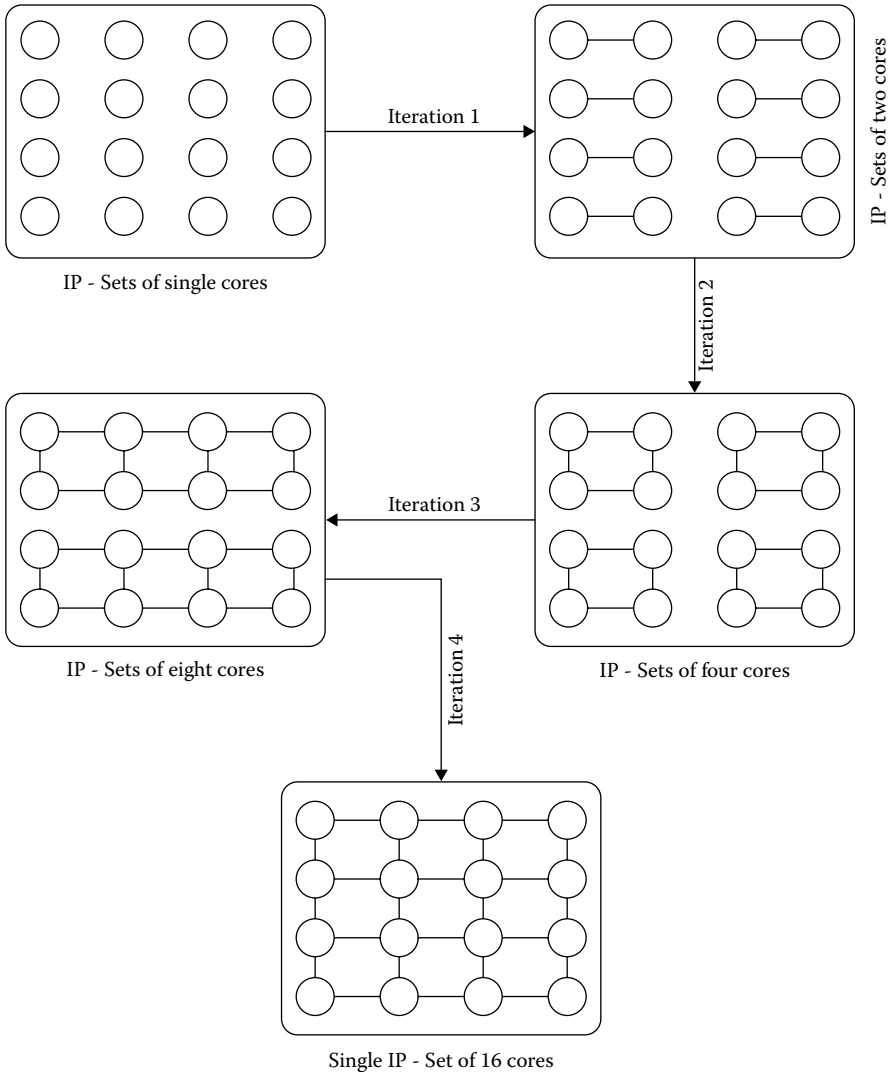 Iteration 1
IP - Sets of two cores
IP - Sets of single cores
Iteration 2
Iteration 3
IP - Sets of eight cores
IP - Sets of four cores
Iteration 4
Single IP - Set of 16 cores